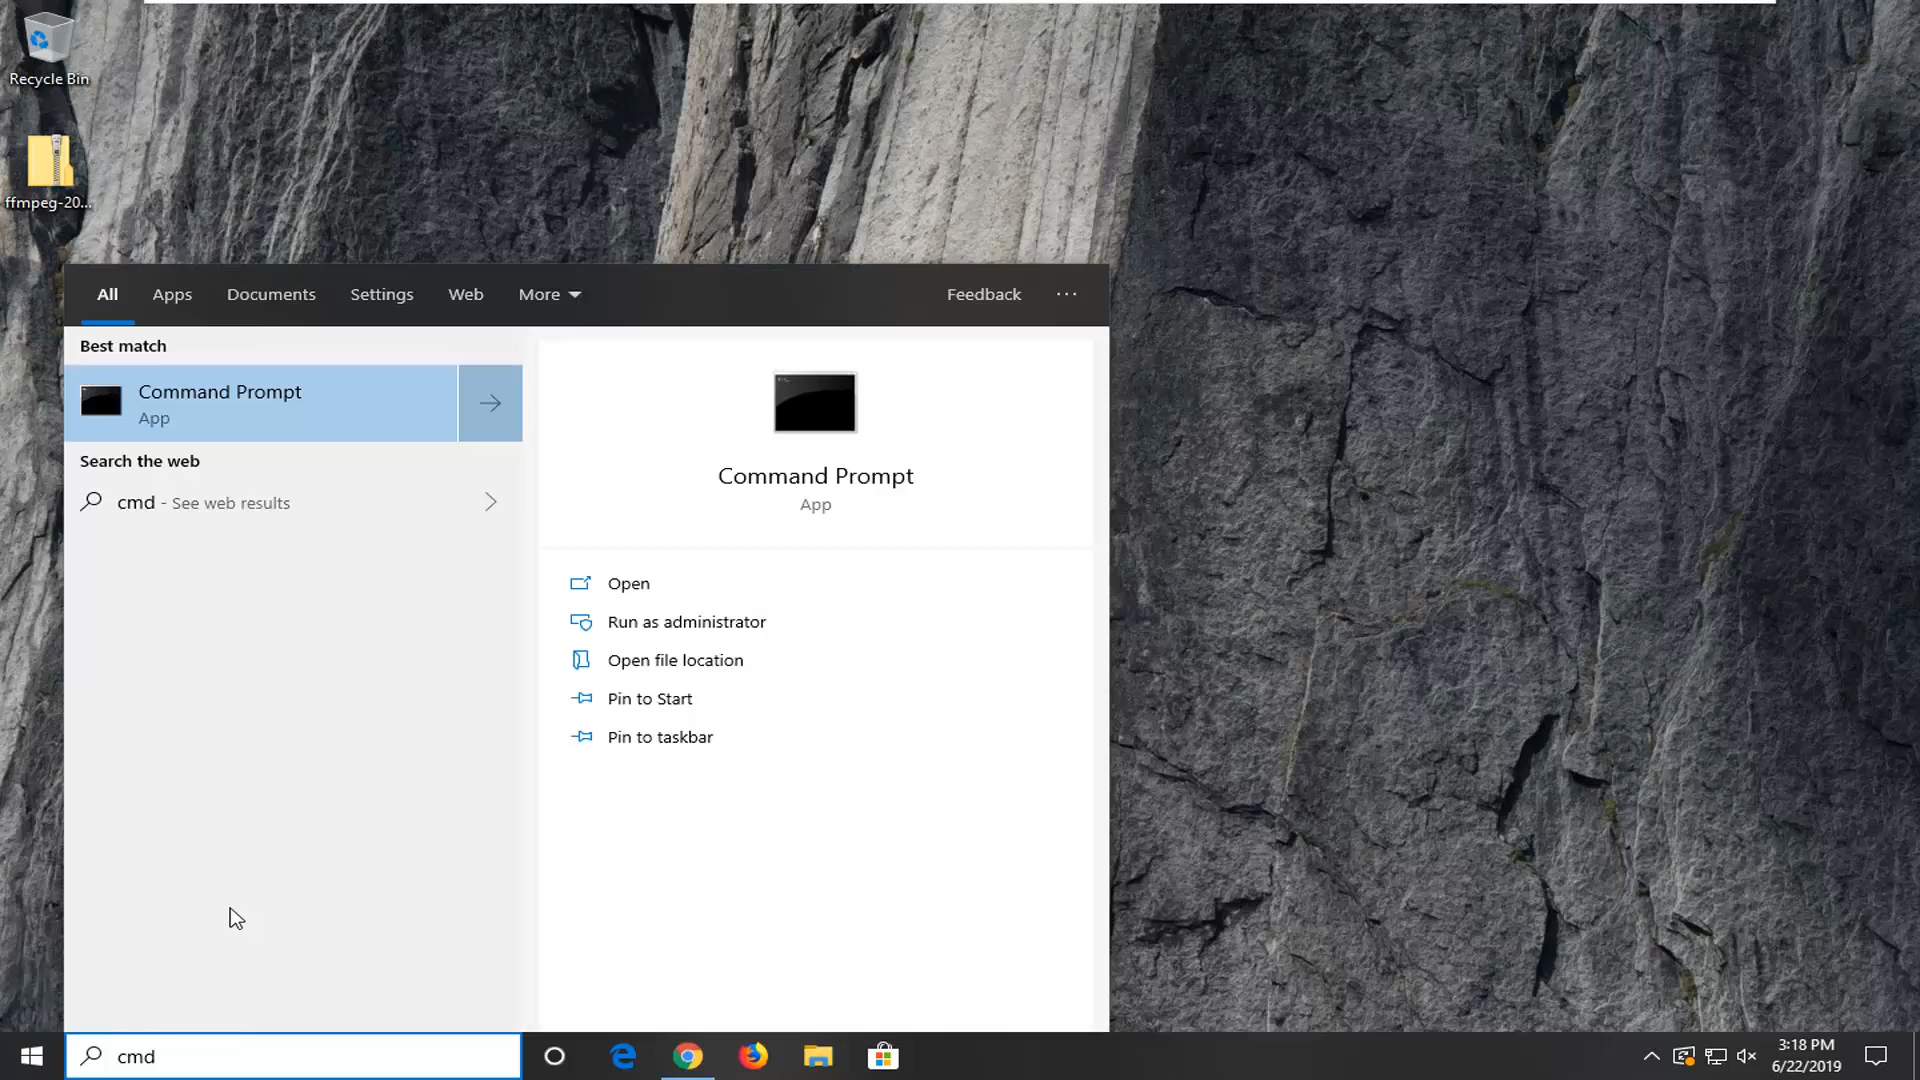 Recycle Bin
ffmpeg-20...
All Apps Documents Settings Web More Feedback ...
Best match
Command Prompt
App
Search the web
cmd - See web results
Command Prompt
App
Open
Run as administrator
Open file location
Pin to Start
Pin to taskbar
cmd
3:18 PM
6/22/2019